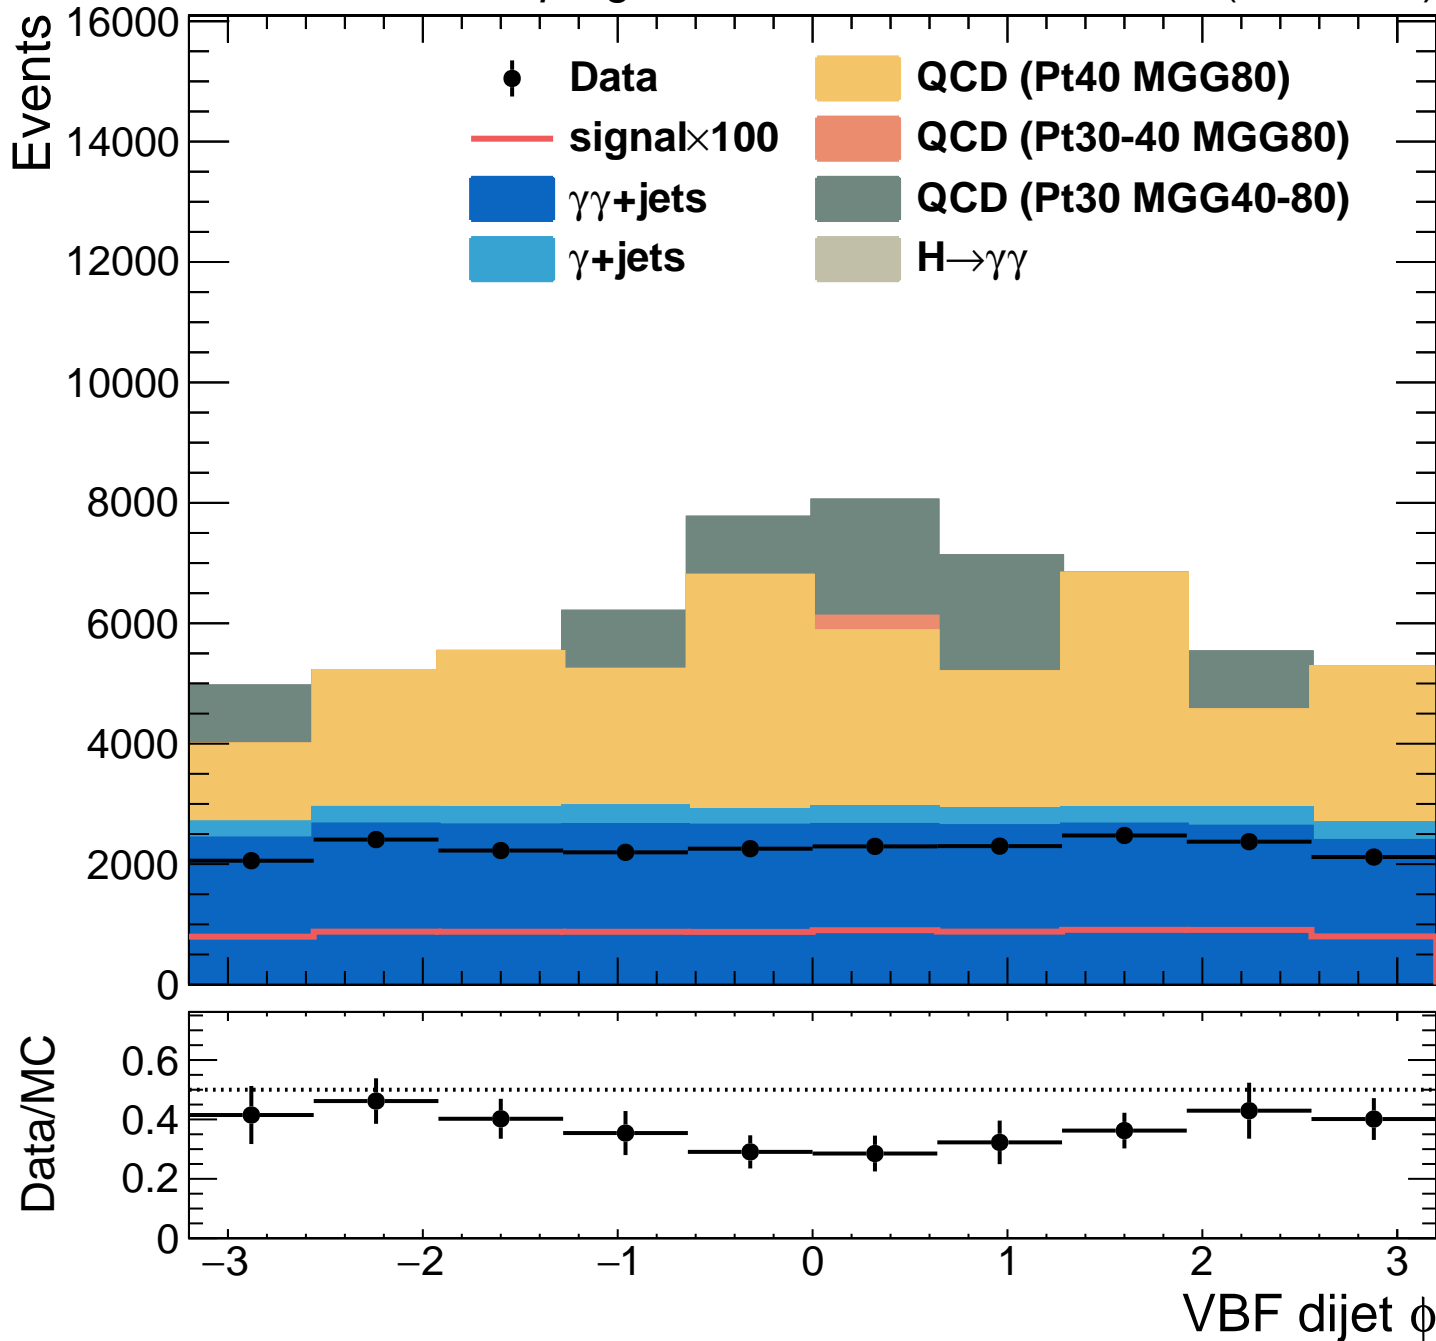 Events
16000
14000
12000
10000
8000
6000
4000
2000
0
Data
signal×100
γγ+jets
γ+jets
QCD (Pt40 MGG80)
QCD (Pt30-40 MGG80)
QCD (Pt30 MGG40-80)
H→γγ
Data/MC
0.6
0.4
0.2
0
−3 −2 −1 0 1 2 3
VBF dijet ϕ